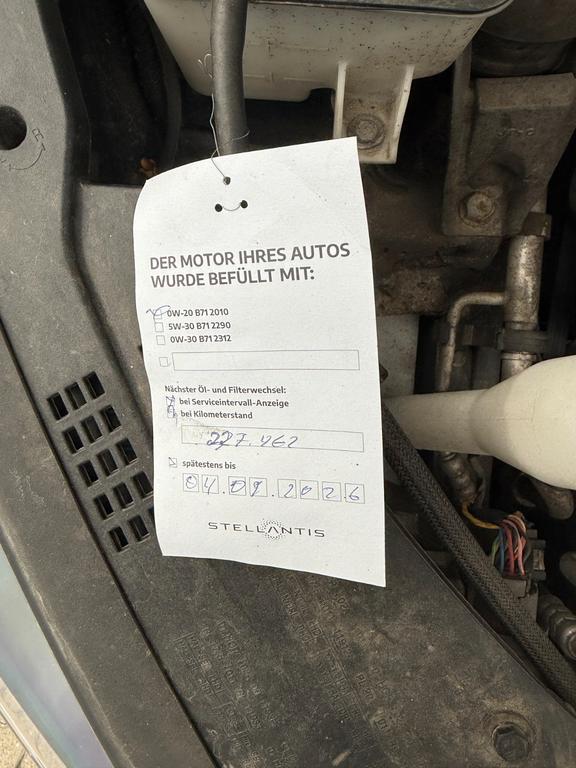 DER MOTOR IHRES AUTOS
WURDE BEFÜLLT MIT:
0W-20 B71 2010
5W-30 B71 2290
0W-30 B71 2312
Nächster Öl- und Filterwechsel:
bei Serviceintervall-Anzeige
bei Kilometerstand
227.462
spätestens bis
04.09.2026
STELLANTIS